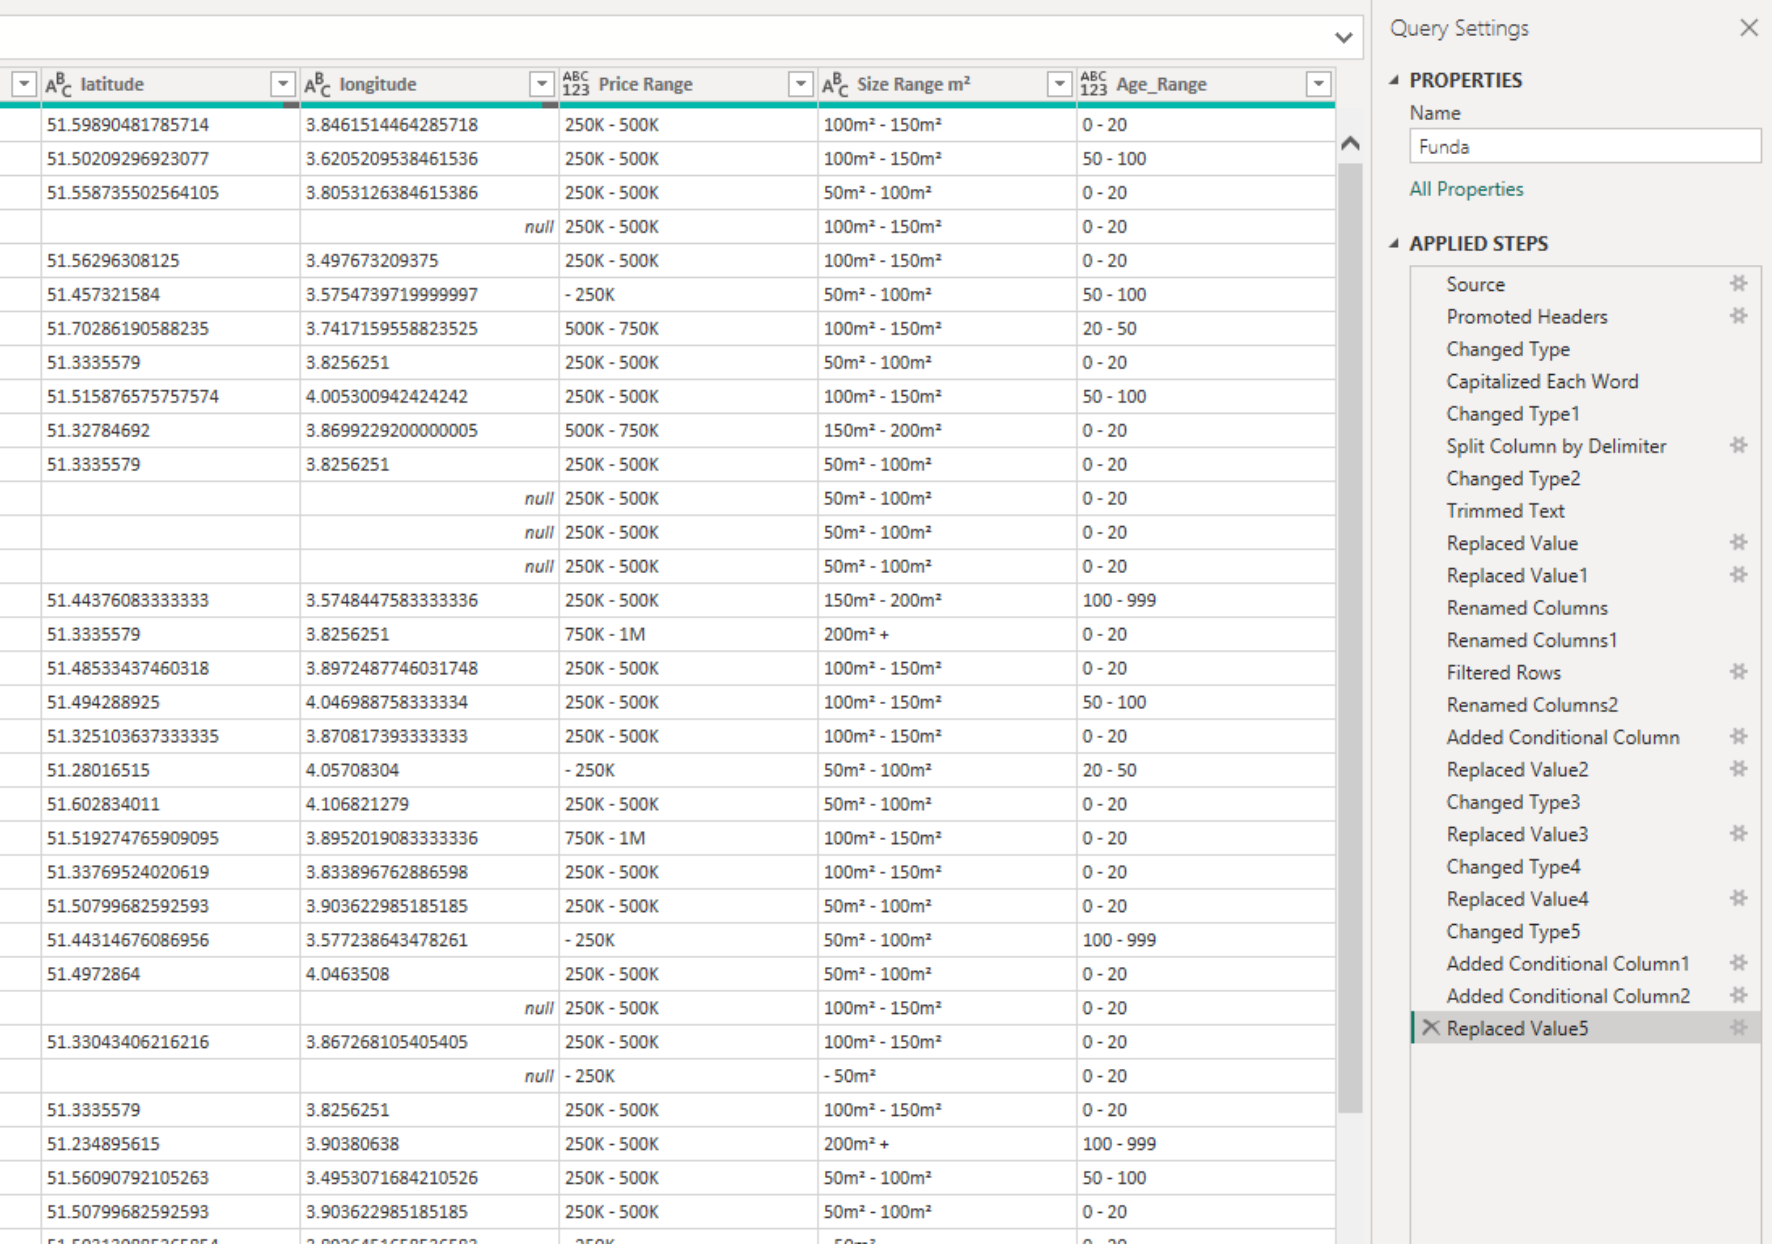 Query Settings
PROPERTIES
Name
Funda
All Properties
APPLIED STEPS
Source
Promoted Headers
Changed Type
Capitalized Each Word
Changed Type1
Split Column by Delimiter
Changed Type2
Trimmed Text
Replaced Value
Replaced Value1
Renamed Columns
Renamed Columns1
Filtered Rows
Renamed Columns2
Added Conditional Column
Replaced Value2
Changed Type3
Replaced Value3
Changed Type4
Replaced Value4
Changed Type5
Added Conditional Column1
Added Conditional Column2
Replaced Value5
ABC latitude ABC longitude ABC123 Price Range ABC Size Range m² ABC123 Age_Range
51.59890481785714 3.8461514464285718 250K - 500K 100m² - 150m² 0 - 20
51.50209296923077 3.6205209538461536 250K - 500K 100m² - 150m² 50 - 100
51.558735502564105 3.8053126384615386 250K - 500K 50m² - 100m² 0 - 20
null 250K - 500K 100m² - 150m² 0 - 20
51.56296308125 3.497673209375 250K - 500K 100m² - 150m² 0 - 20
51.457321584 3.5754739719999997 - 250K 50m² - 100m² 50 - 100
51.70286190588235 3.7417159558823525 500K - 750K 100m² - 150m² 20 - 50
51.3335579 3.8256251 250K - 500K 50m² - 100m² 0 - 20
51.515876575757574 4.005300942424242 250K - 500K 100m² - 150m² 50 - 100
51.32784692 3.8699229200000005 500K - 750K 150m² - 200m² 0 - 20
51.3335579 3.8256251 250K - 500K 50m² - 100m² 0 - 20
null 250K - 500K 50m² - 100m² 0 - 20
null 250K - 500K 50m² - 100m² 0 - 20
null 250K - 500K 50m² - 100m² 0 - 20
51.44376083333333 3.5748447583333336 250K - 500K 150m² - 200m² 100 - 999
51.3335579 3.8256251 750K - 1M 200m² + 0 - 20
51.48533437460318 3.8972487746031748 250K - 500K 100m² - 150m² 0 - 20
51.494288925 4.046988758333334 250K - 500K 100m² - 150m² 50 - 100
51.325103637333335 3.870817393333333 250K - 500K 100m² - 150m² 0 - 20
51.28016515 4.05708304 - 250K 50m² - 100m² 20 - 50
51.602834011 4.106821279 250K - 500K 50m² - 100m² 0 - 20
51.519274765909095 3.8952019083333336 750K - 1M 100m² - 150m² 0 - 20
51.33769524020619 3.833896762886598 250K - 500K 100m² - 150m² 0 - 20
51.50799682592593 3.903622985185185 250K - 500K 50m² - 100m² 0 - 20
51.44314676086956 3.577238643478261 - 250K 50m² - 100m² 100 - 999
51.4972864 4.0463508 250K - 500K 50m² - 100m² 0 - 20
null 250K - 500K 100m² - 150m² 0 - 20
51.33043406216216 3.867268105405405 250K - 500K 100m² - 150m² 0 - 20
null - 250K - 50m² 0 - 20
51.3335579 3.8256251 250K - 500K 100m² - 150m² 0 - 20
51.234895615 3.90380638 250K - 500K 200m² + 100 - 999
51.56090792105263 3.4953071684210526 250K - 500K 50m² - 100m² 50 - 100
51.50799682592593 3.903622985185185 250K - 500K 50m² - 100m² 0 - 20